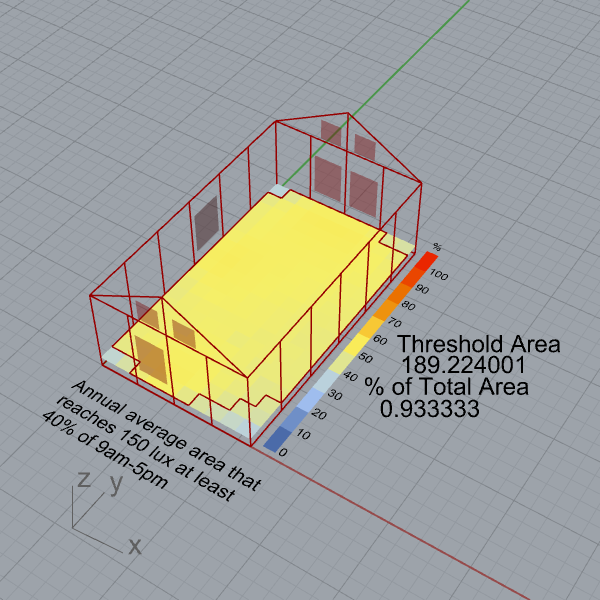 %
100
90
80
70
60
50
40
30
20
10
0
Threshold Area
189.224001
% of Total Area
0.933333
Annual average area that
reaches 150 lux at least
40% of 9am-5pm
z
y
x